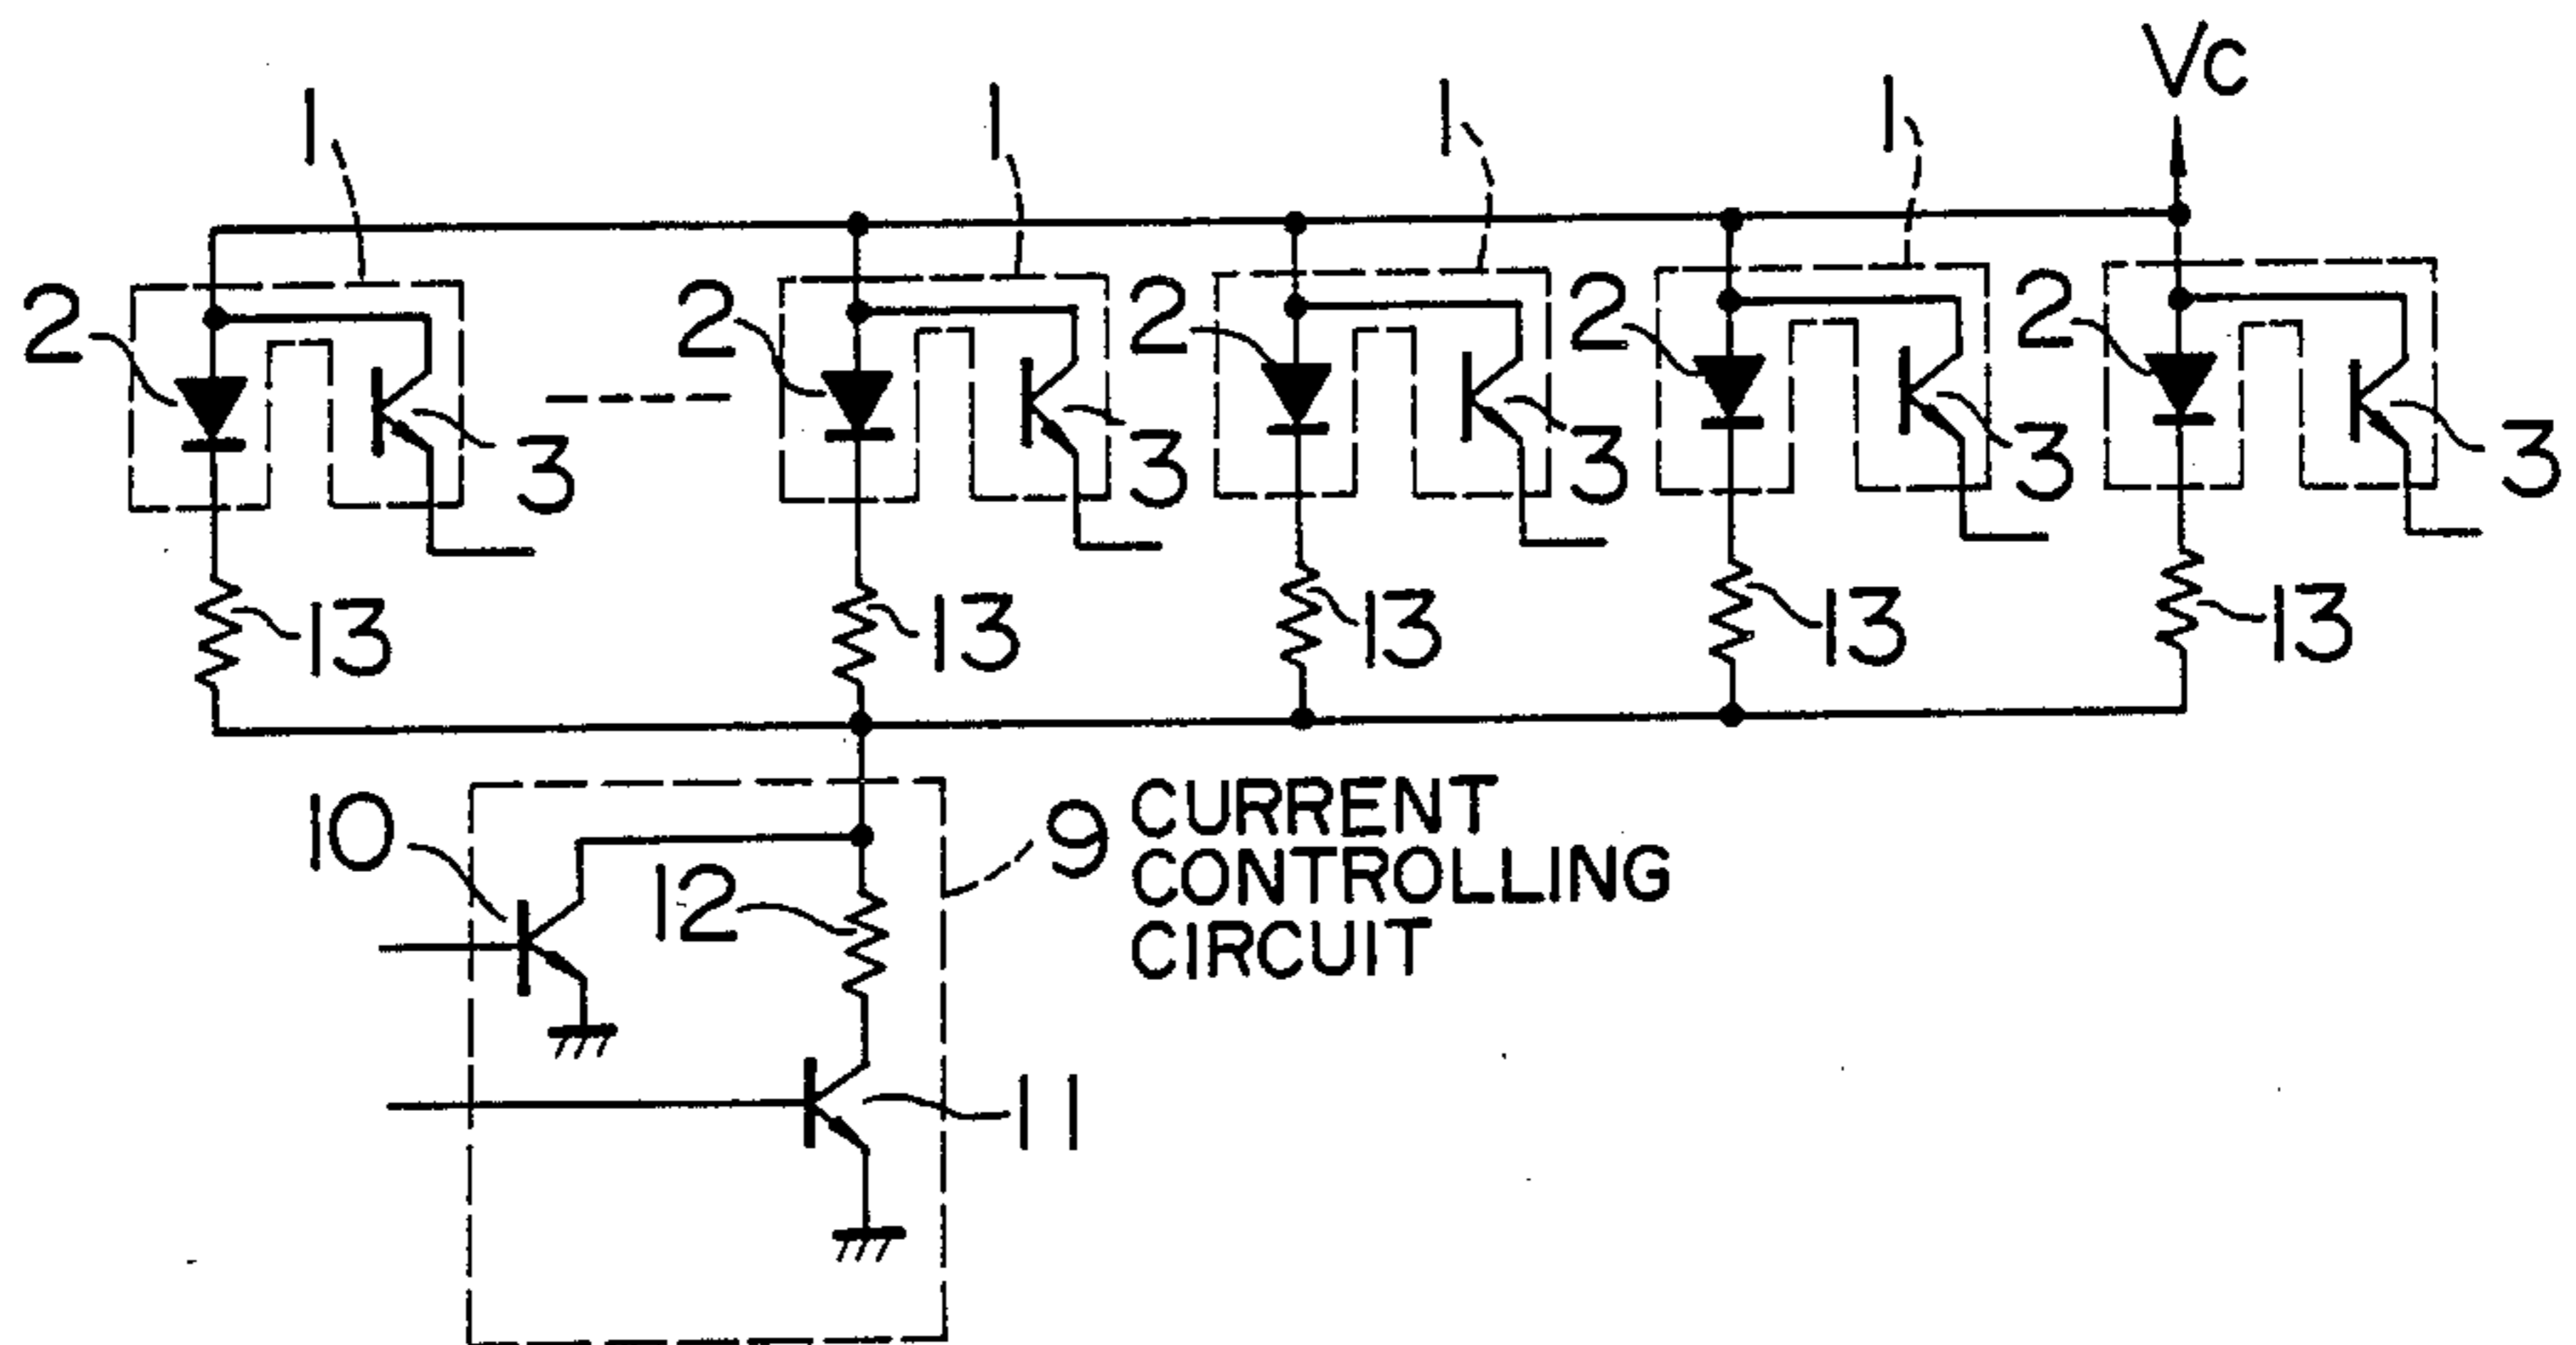 Vc
1 1 1 1
2 2 2 2 2
3 3 3 3 3
13 13 13 13 13
10 12 9 CURRENT
CONTROLLING
CIRCUIT
11